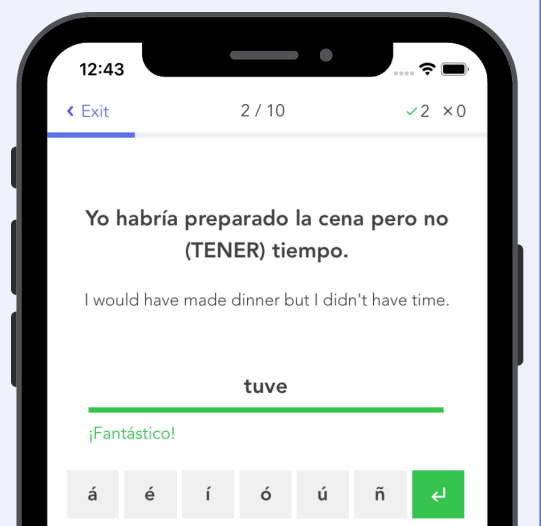 12:43
Exit
2 / 10
✓2 ×0
Yo habría preparado la cena pero no
(TENER) tiempo.
I would have made dinner but I didn't have time.
tuve
¡Fantástico!
á é í ó ú ñ